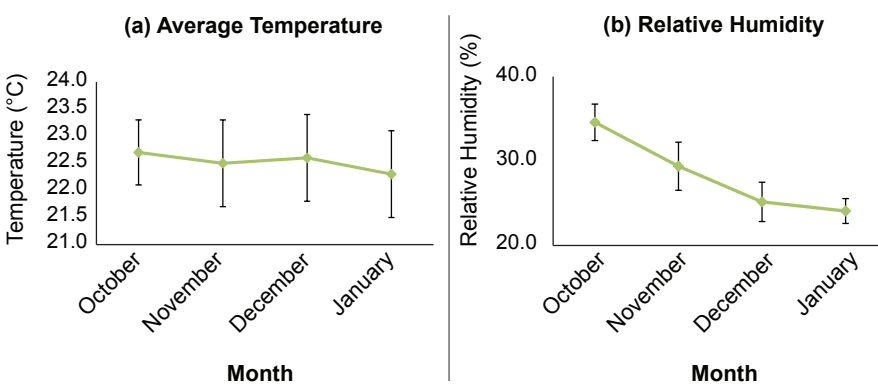 (a) Average Temperature
Temperature (°C)
24.0
23.5
23.0
22.5
22.0
21.5
21.0
October
November
December
January
Month
(b) Relative Humidity
Relative Humidity (%)
40.0
30.0
20.0
October
November
December
January
Month